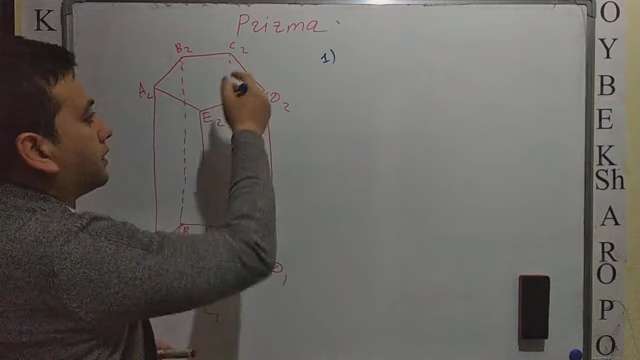 K
Prizma
1)
B₂
C₂
A₂
E₂
D₂
B
D₁
O
Y
B
E
K
Sh
A
R
O
P
O